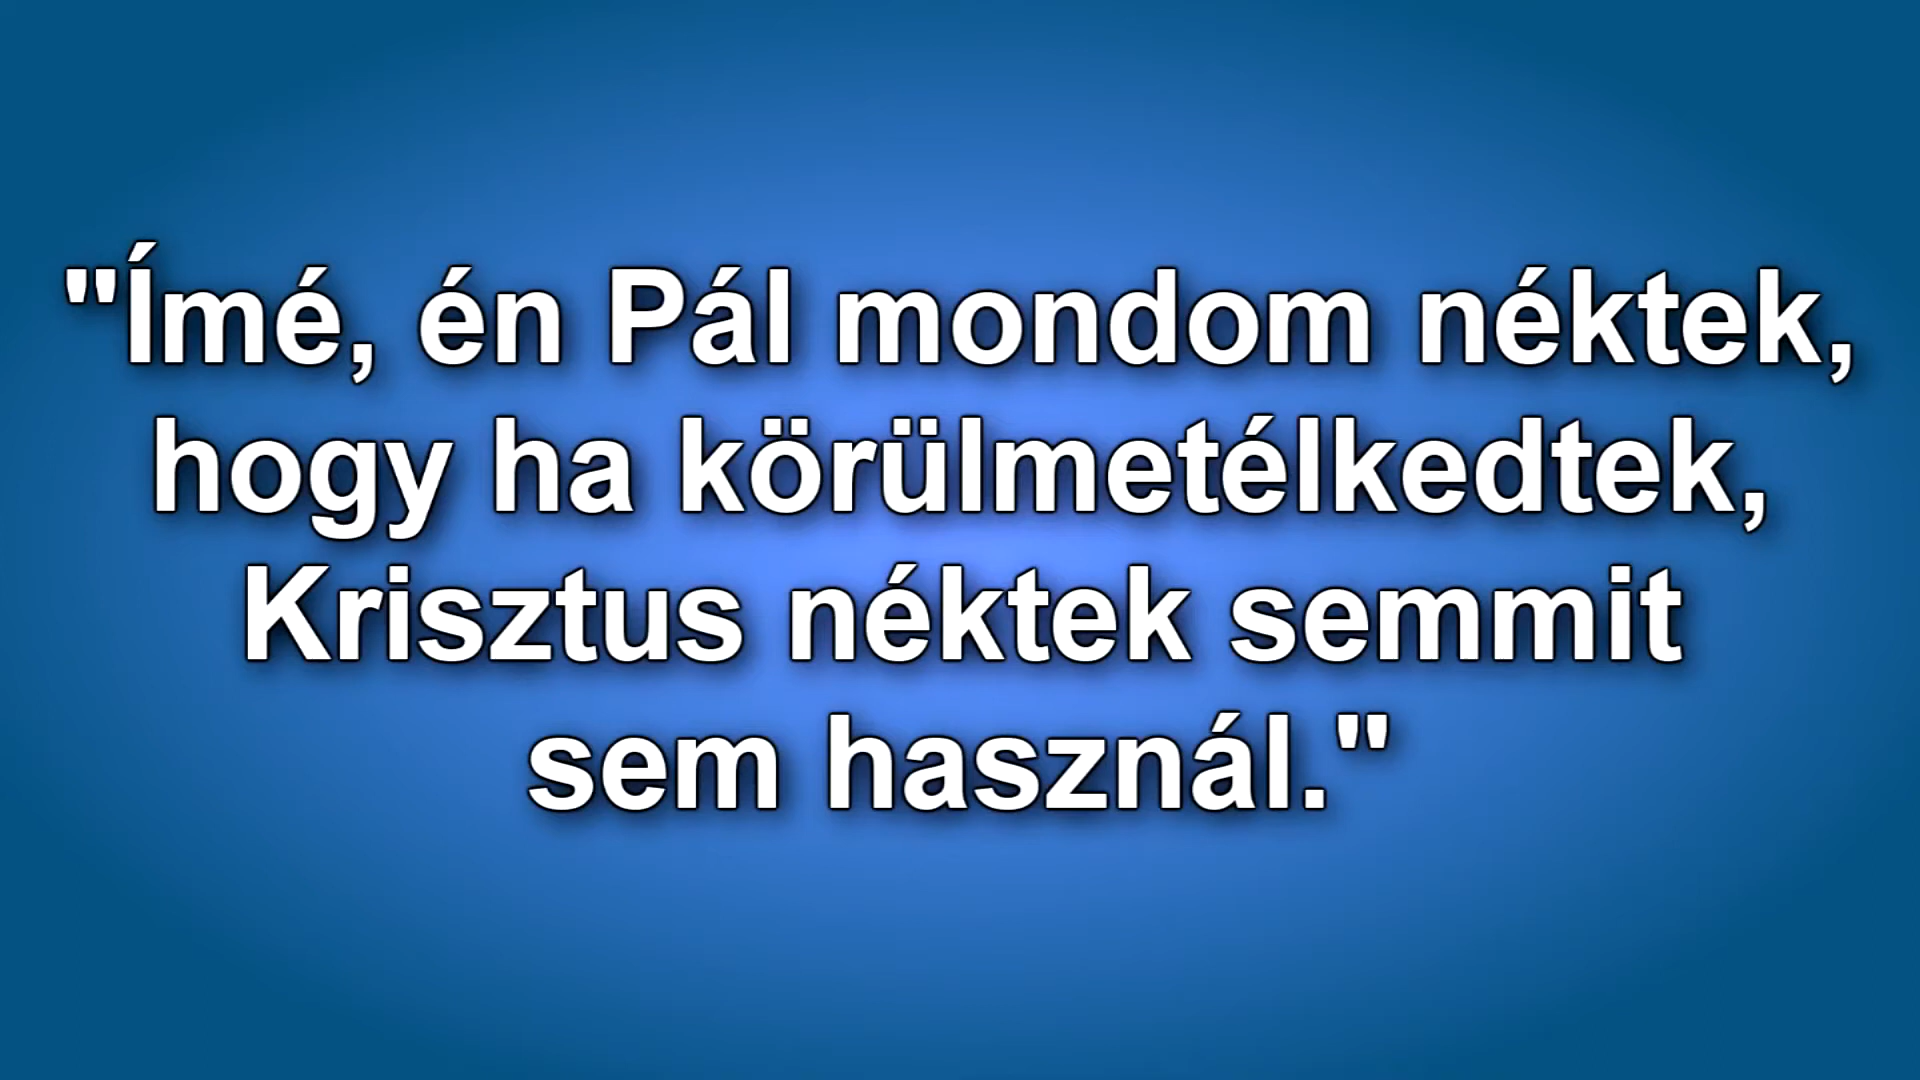 "Ímé, én Pál mondom néktek,
hogy ha körülmetélkedtek,
Krisztus néktek semmit
sem használ."